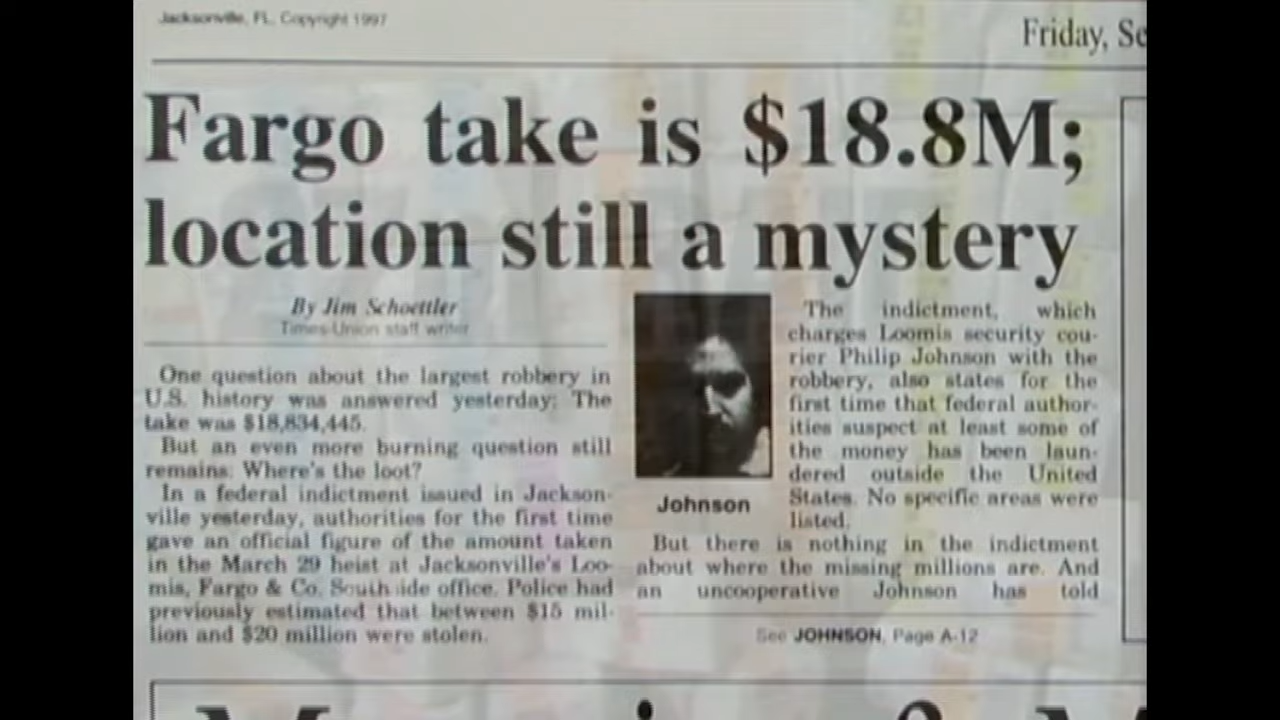 Jacksonville, FL, Copyright 1997
Friday, Se
Fargo take is $18.8M;
location still a mystery
By Jim Schoettler
Times-Union staff writer
One question about the largest robbery in
U.S. history was answered yesterday: The
take was $18,834,445.
But an even more burning question still
remains: Where's the loot?
In a federal indictment issued in Jackson-
ville yesterday, authorities for the first time
gave an official figure of the amount taken
in the March 29 heist at Jacksonville's Loo-
mis, Fargo & Co. South ide office. Police had
previously estimated that between $15 mil-
lion and $20 million were stolen.
Johnson
The indictment, which
charges Loomis security cou-
rier Philip Johnson with the
robbery, also states for the
first time that federal author-
ities suspect at least some of
the money has been laun-
dered outside the United
States. No specific areas were
listed.
But there is nothing in the indictment
about where the missing millions are. And
an uncooperative Johnson has told
See JOHNSON, Page A-12